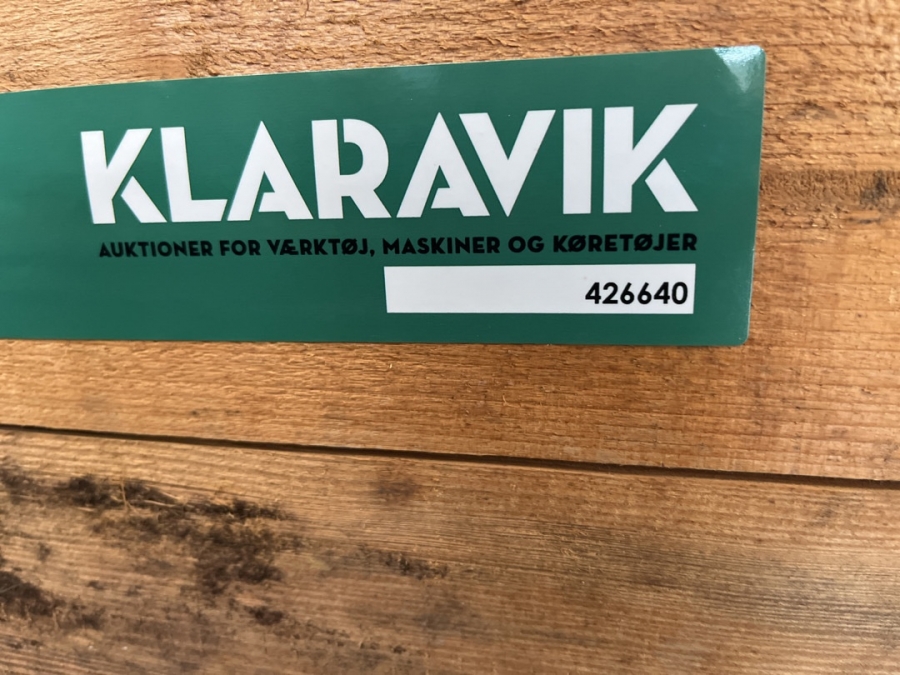 KLARAVIK
AUKTIONER FOR VÆRKTØJ, MASKINER OG KØRETØJER
426640